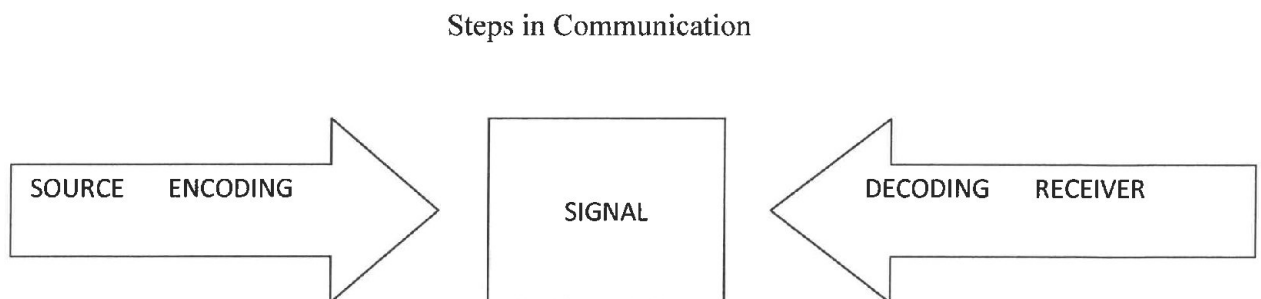 Steps in Communication
SOURCE ENCODING
SIGNAL
DECODING RECEIVER